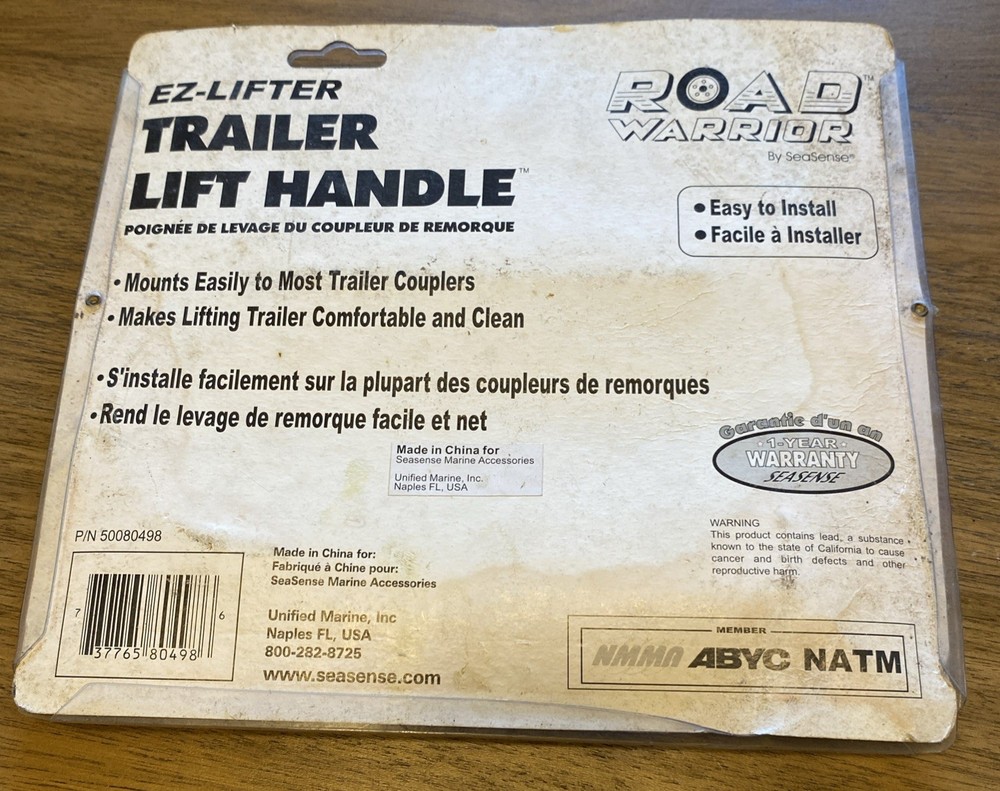 EZ-LIFTER
TRAILER
LIFT HANDLE™
POIGNÉE DE LEVAGE DU COUPLEUR DE REMORQUE
ROAD™
WARRIOR
By SeaSense®
• Easy to Install
• Facile à Installer
• Mounts Easily to Most Trailer Couplers
• Makes Lifting Trailer Comfortable and Clean
• S'installe facilement sur la plupart des coupleurs de remorques
• Rend le levage de remorque facile et net
Made in China for
Seasense Marine Accessories
Unified Marine, Inc.
Naples FL, USA
Garantie d'un an
· 1-YEAR ·
WARRANTY
SEASENSE
WARNING
This product contains lead, a substance
known to the state of California to cause
cancer and birth defects and other
reproductive harm.
P/N 50080498
7 37765 80498 6
Made in China for:
Fabriqué à Chine pour:
SeaSense Marine Accessories
Unified Marine, Inc
Naples FL, USA
800-282-8725
www.seasense.com
MEMBER
NMMA ABYC NATM